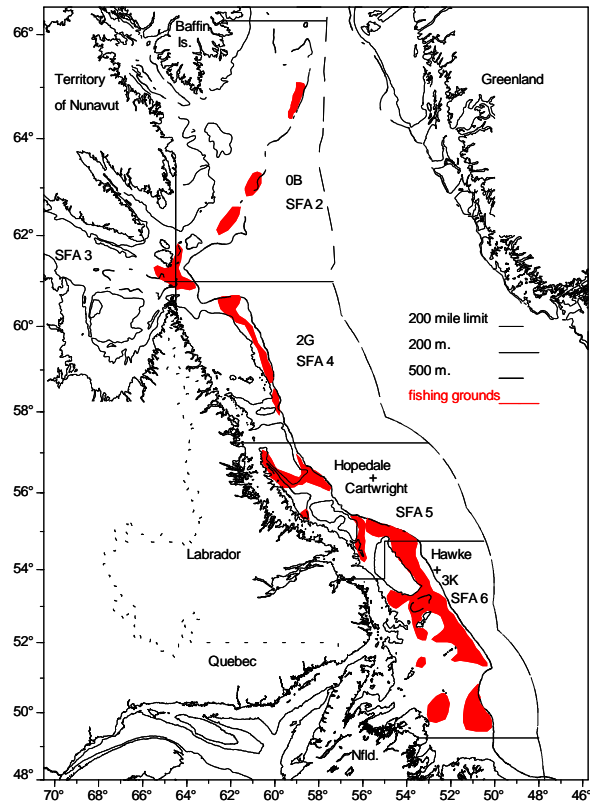 66°
Baffin
Is.
Territory
of Nunavut
Greenland
64°
0B
SFA 2
62°
SFA 3
60°
2G
SFA 4
200 mile limit
200 m.
500 m.
fishing grounds
58°
Hopedale
+
Cartwright
56°
SFA 5
Labrador
Hawke
+
3K
SFA 6
54°
52°
Quebec
50°
Nfld.
48°
70° 68° 66° 64° 62° 60° 58° 56° 54° 52° 50° 48° 46°